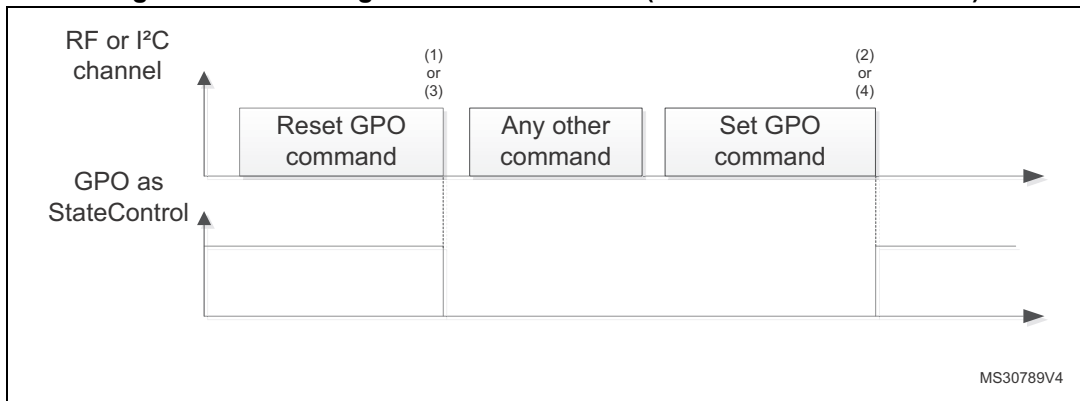 RF or I²C
channel
(1)
or
(3)
(2)
or
(4)
Reset GPO
command
Any other
command
Set GPO
command
GPO as
StateControl
MS30789V4